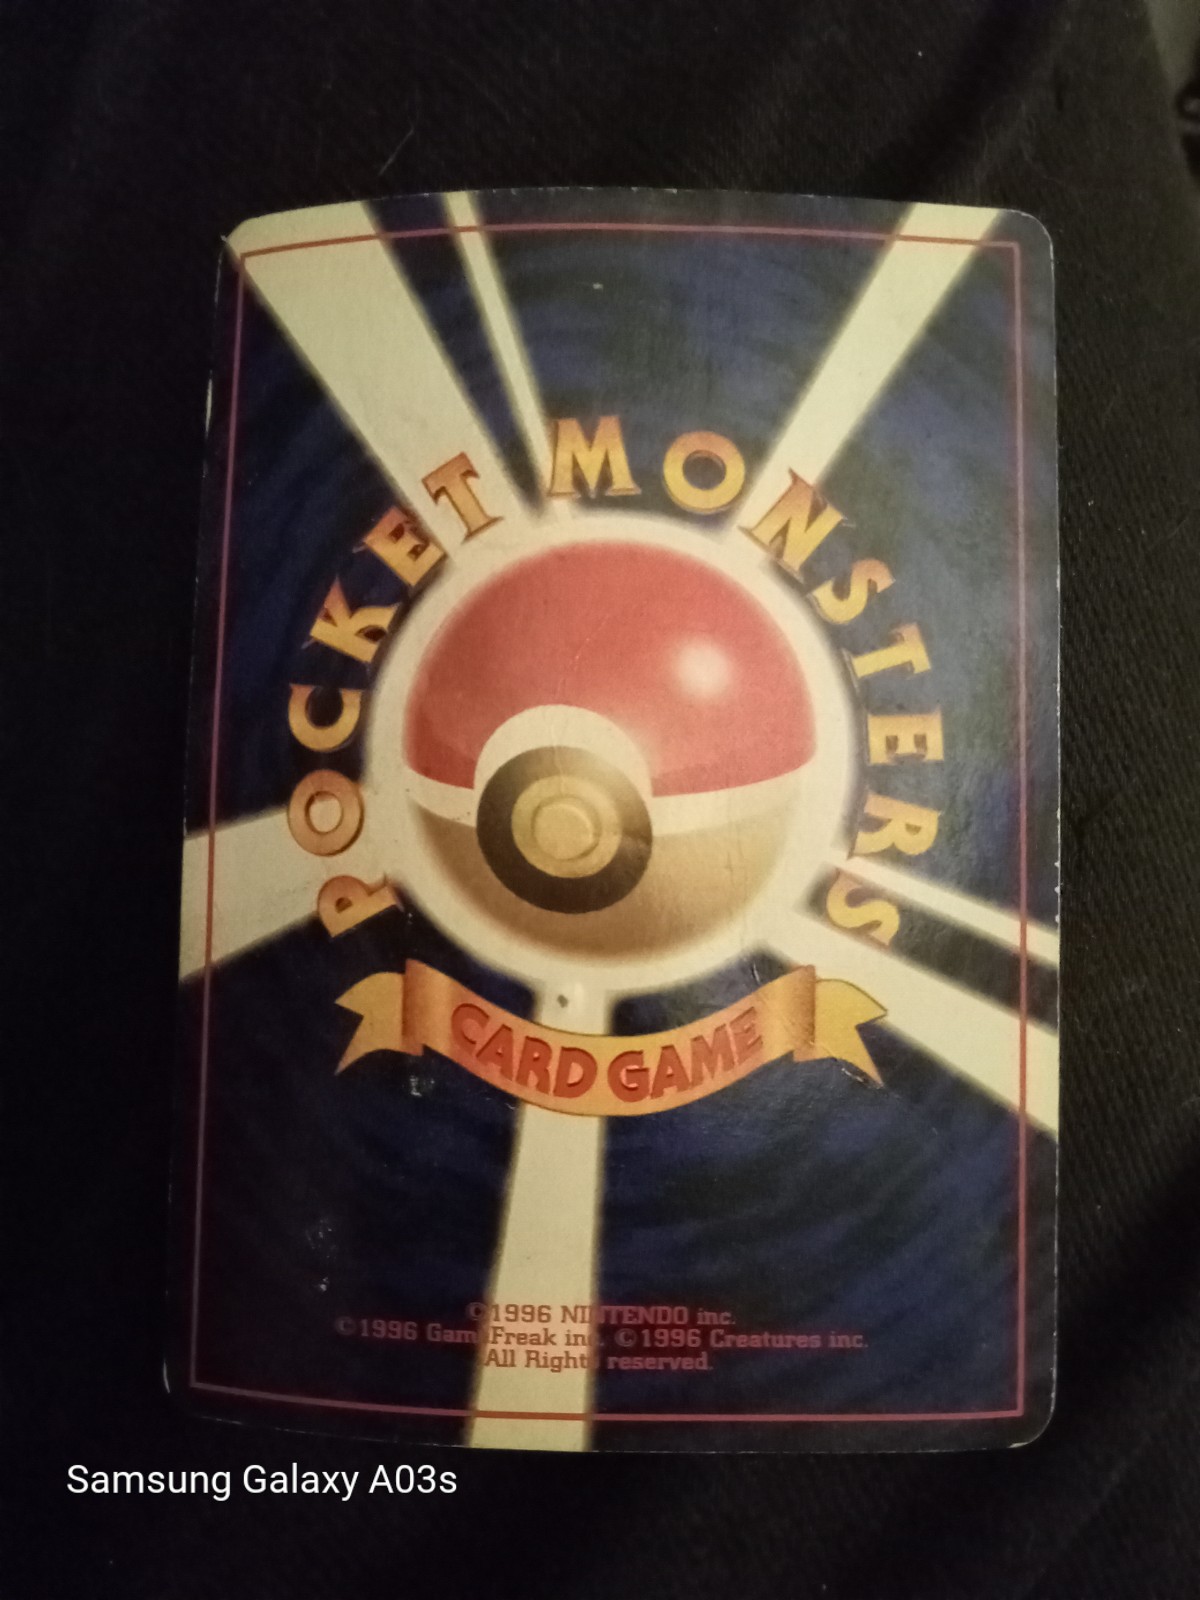 POCKET MONSTERS
CARD GAME
©1996 NINTENDO inc.
©1996 Game Freak inc. ©1996 Creatures inc.
All Rights reserved.
Samsung Galaxy A03s